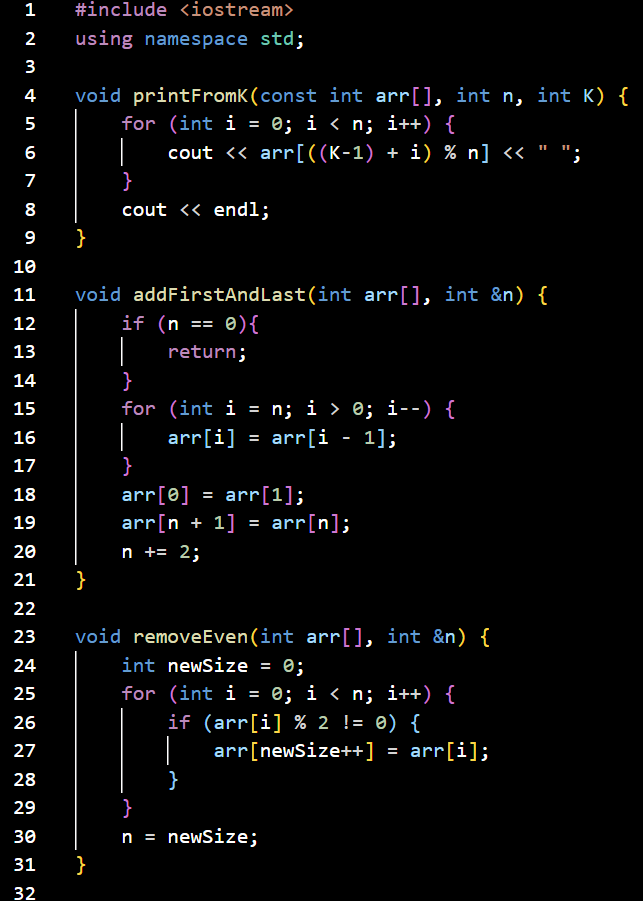 1 #include <iostream>
2 using namespace std;
3
4 void printFromK(const int arr[], int n, int K) {
5 for (int i = 0; i < n; i++) {
6 cout << arr[((K-1) + i) % n] << " ";
7 }
8 cout << endl;
9 }
10
11 void addFirstAndLast(int arr[], int &n) {
12 if (n == 0){
13 return;
14 }
15 for (int i = n; i > 0; i--) {
16 arr[i] = arr[i - 1];
17 }
18 arr[0] = arr[1];
19 arr[n + 1] = arr[n];
20 n += 2;
21 }
22
23 void removeEven(int arr[], int &n) {
24 int newSize = 0;
25 for (int i = 0; i < n; i++) {
26 if (arr[i] % 2 != 0) {
27 arr[newSize++] = arr[i];
28 }
29 }
30 n = newSize;
31 }
32